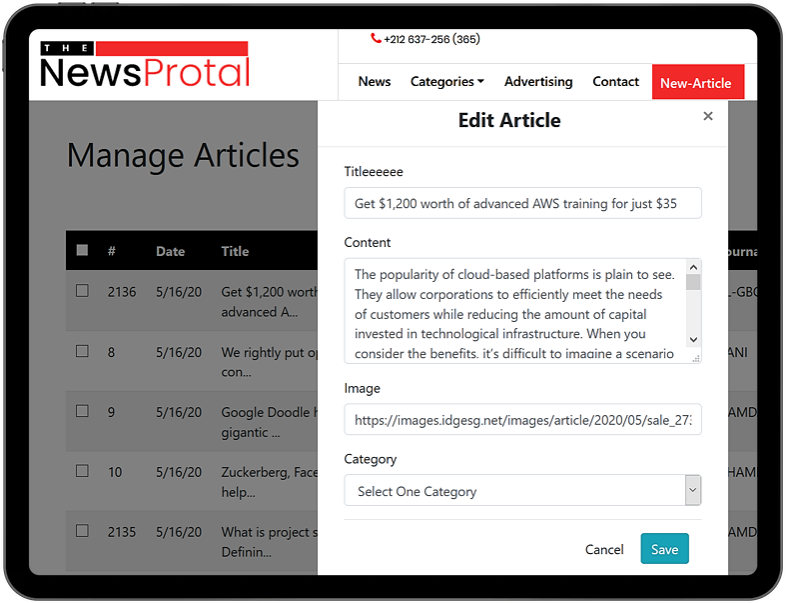 THE
NewsProtal
+212 637-256 (365)
News Categories Advertising Contact New-Article
Manage Articles
Edit Article
×
Titleeeeee
Get $1,200 worth of advanced AWS training for just $35
Content
The popularity of cloud-based platforms is plain to see.
They allow corporations to efficiently meet the needs
of customers while reducing the amount of capital
invested in technological infrastructure. When you
consider the benefits, it's difficult to imagine a scenario
Image
https://images.idgesg.net/images/article/2020/05/sale_273
Category
Select One Category
Cancel Save
# Date Title
2136 5/16/20 Get $1,200 worth
advanced A...
8 5/16/20 We rightly put
con...
9 5/16/20 Google Doodle
gigantic ...
10 5/16/20 Zuckerberg, Face
help...
2135 5/16/20 What is project
Definin...